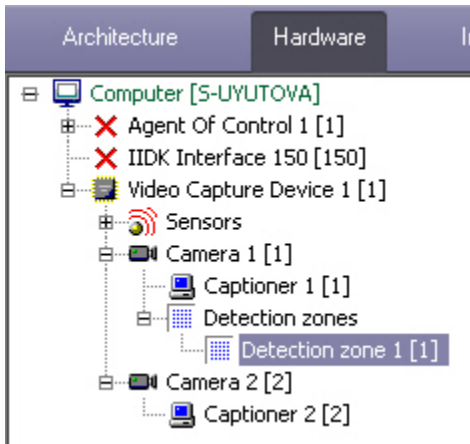 Architecture Hardware
Computer [S-UYUTOVA]
Agent Of Control 1 [1]
IIDK Interface 150 [150]
Video Capture Device 1 [1]
Sensors
Camera 1 [1]
Captioner 1 [1]
Detection zones
Detection zone 1 [1]
Camera 2 [2]
Captioner 2 [2]